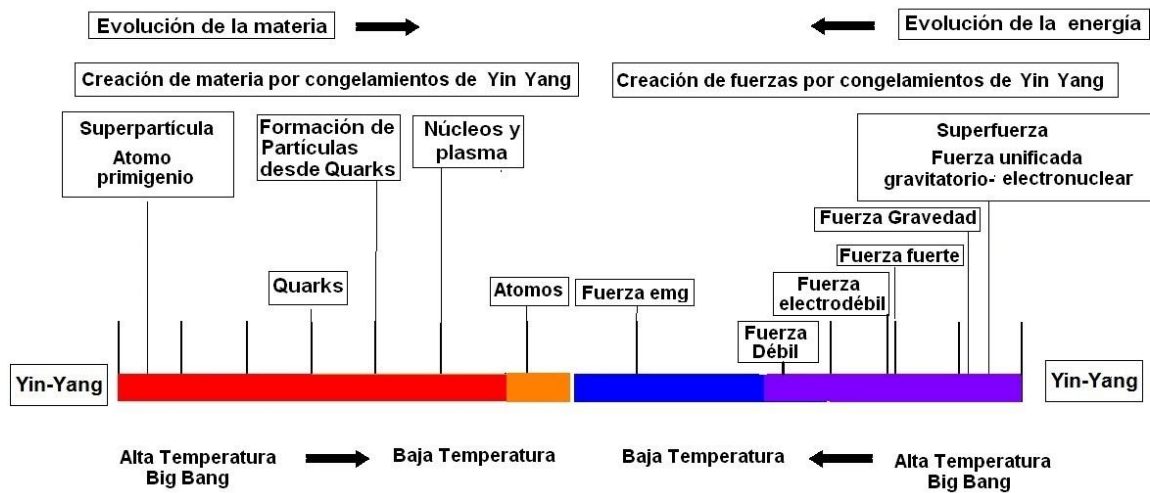 Evolución de la materia
Evolución de la energía
Creación de materia por congelamientos de Yin Yang
Creación de fuerzas por congelamientos de Yin Yang
Superpartícula
Atomo
primigenio
Formación de
Partículas
desde Quarks
Núcleos y
plasma
Superfuerza
Fuerza unificada
gravitatorio- electronuclear
Fuerza Gravedad
Fuerza fuerte
Quarks
Atomos
Fuerza emg
Fuerza
electrodébil
Fuerza
Débil
Yin-Yang
Yin-Yang
Alta Temperatura
Big Bang
Baja Temperatura
Baja Temperatura
Alta Temperatura
Big Bang